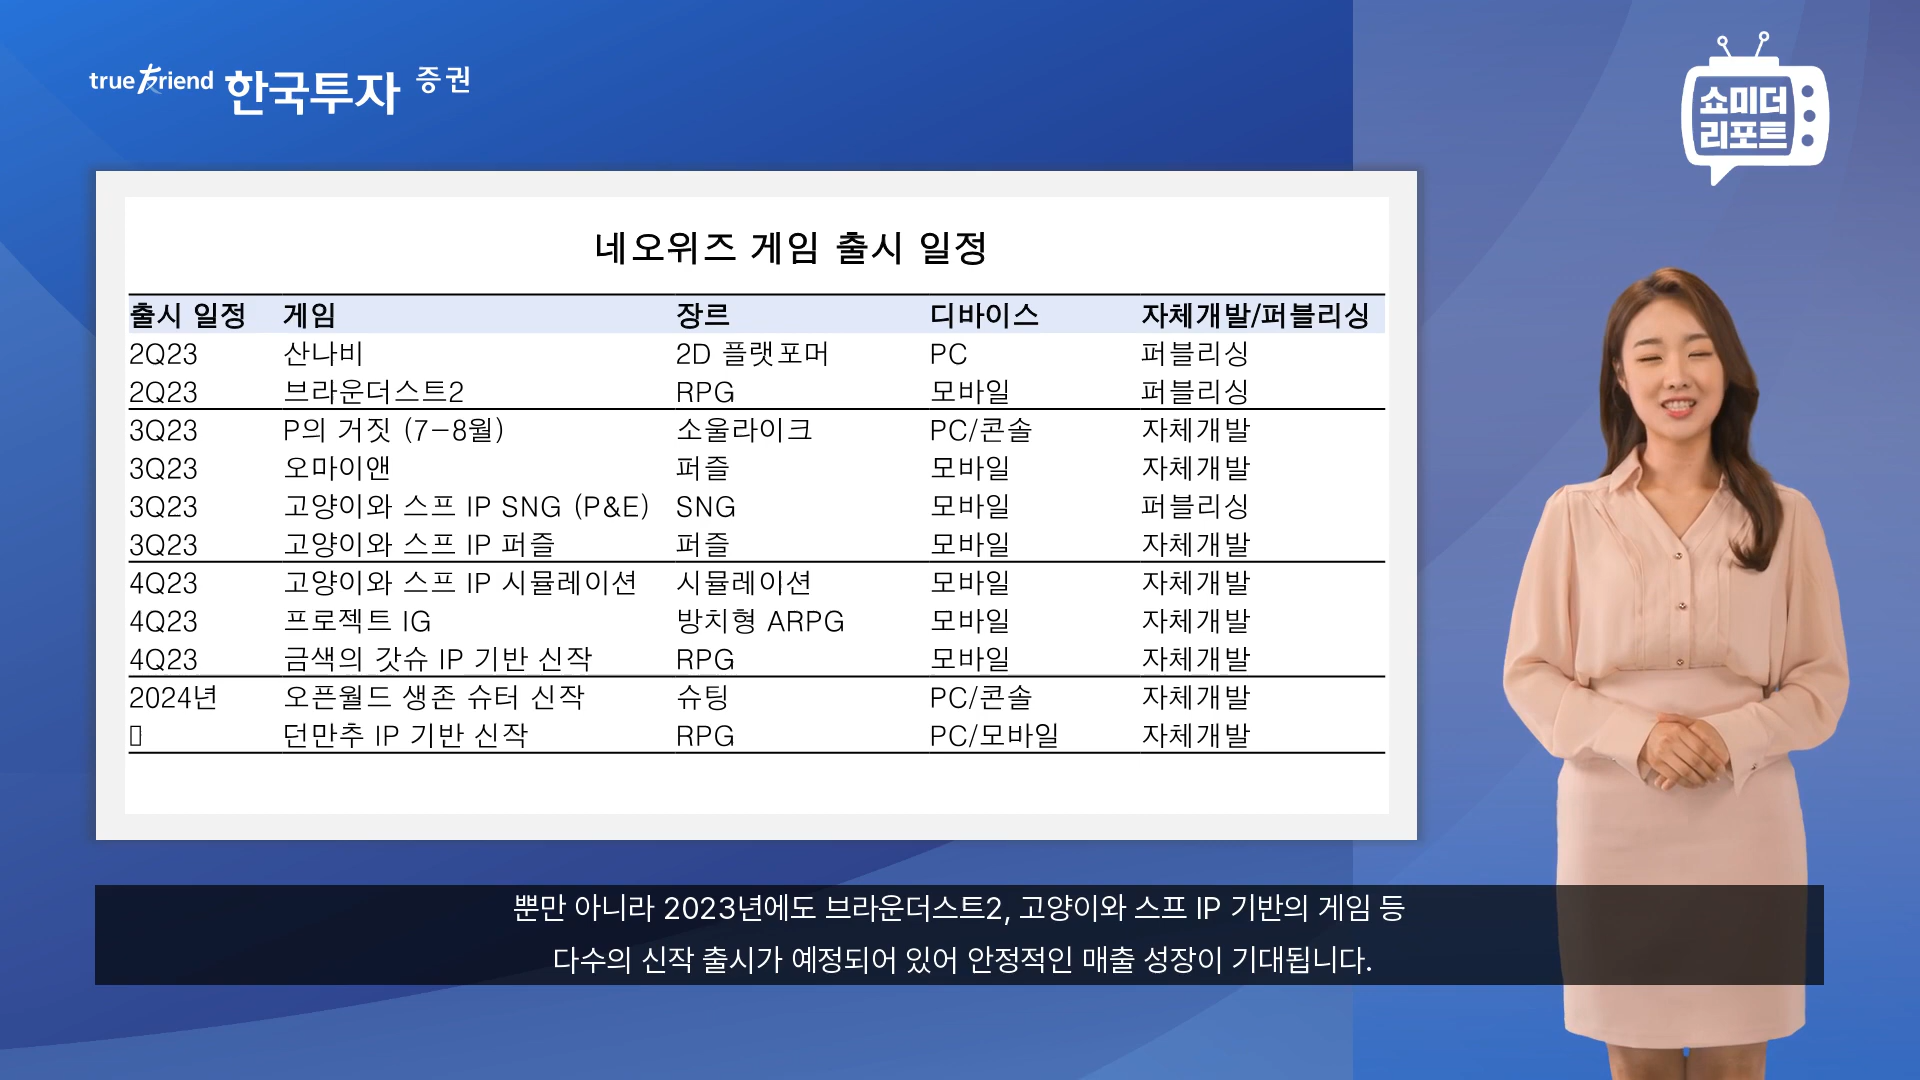 true friend 한국투자 증권
쇼미더
리포트
네오위즈 게임 출시 일정
출시 일정 게임 장르 디바이스 자체개발/퍼블리싱
2Q23 산나비 2D 플랫포머 PC 퍼블리싱
2Q23 브라운더스트2 RPG 모바일 퍼블리싱
3Q23 P의 거짓 (7-8월) 소울라이크 PC/콘솔 자체개발
3Q23 오마이앤 퍼즐 모바일 자체개발
3Q23 고양이와 스프 IP SNG (P&E) SNG 모바일 퍼블리싱
3Q23 고양이와 스프 IP 퍼즐 퍼즐 모바일 자체개발
4Q23 고양이와 스프 IP 시뮬레이션 시뮬레이션 모바일 자체개발
4Q23 프로젝트 IG 방치형 ARPG 모바일 자체개발
4Q23 금색의 갓슈 IP 기반 신작 RPG 모바일 자체개발
2024년 오픈월드 생존 슈터 신작 슈팅 PC/콘솔 자체개발
던만추 IP 기반 신작 RPG PC/모바일 자체개발
뿐만 아니라 2023년에도 브라운더스트2, 고양이와 스프 IP 기반의 게임 등
다수의 신작 출시가 예정되어 있어 안정적인 매출 성장이 기대됩니다.